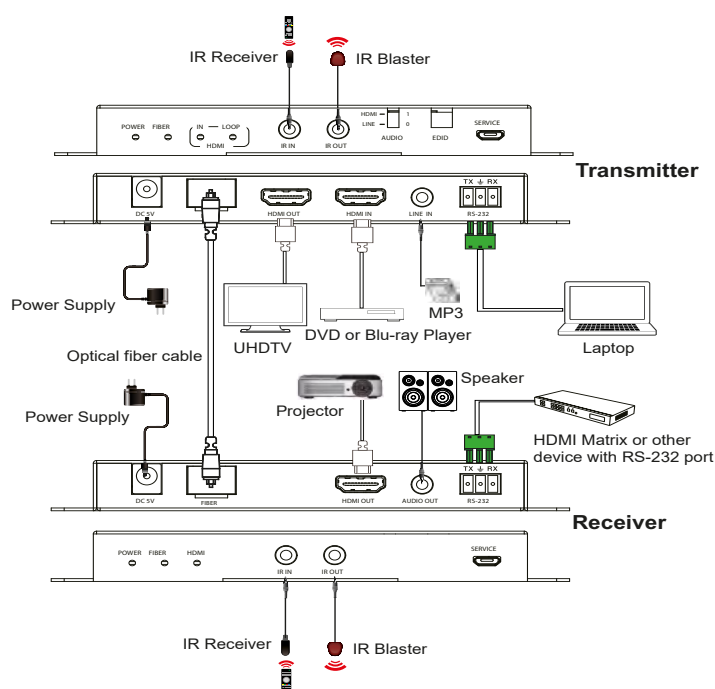 IR Receiver
IR Blaster
POWER FIBER IN LOOP
HDMI
IR IN IR OUT
HDMI 1
LINE 0
AUDIO EDID SERVICE
Transmitter
DC 5V HDMI OUT HDMI IN LINE IN
TX RX
RS-232
Power Supply
UHDTV
DVD or Blu-ray Player
MP3
Laptop
Optical fiber cable
Power Supply
Projector
Speaker
HDMI Matrix or other
device with RS-232 port
DC 5V FIBER HDMI OUT AUDIO OUT
TX RX
RS-232
Receiver
POWER FIBER HDMI
IR IN IR OUT
SERVICE
IR Receiver
IR Blaster